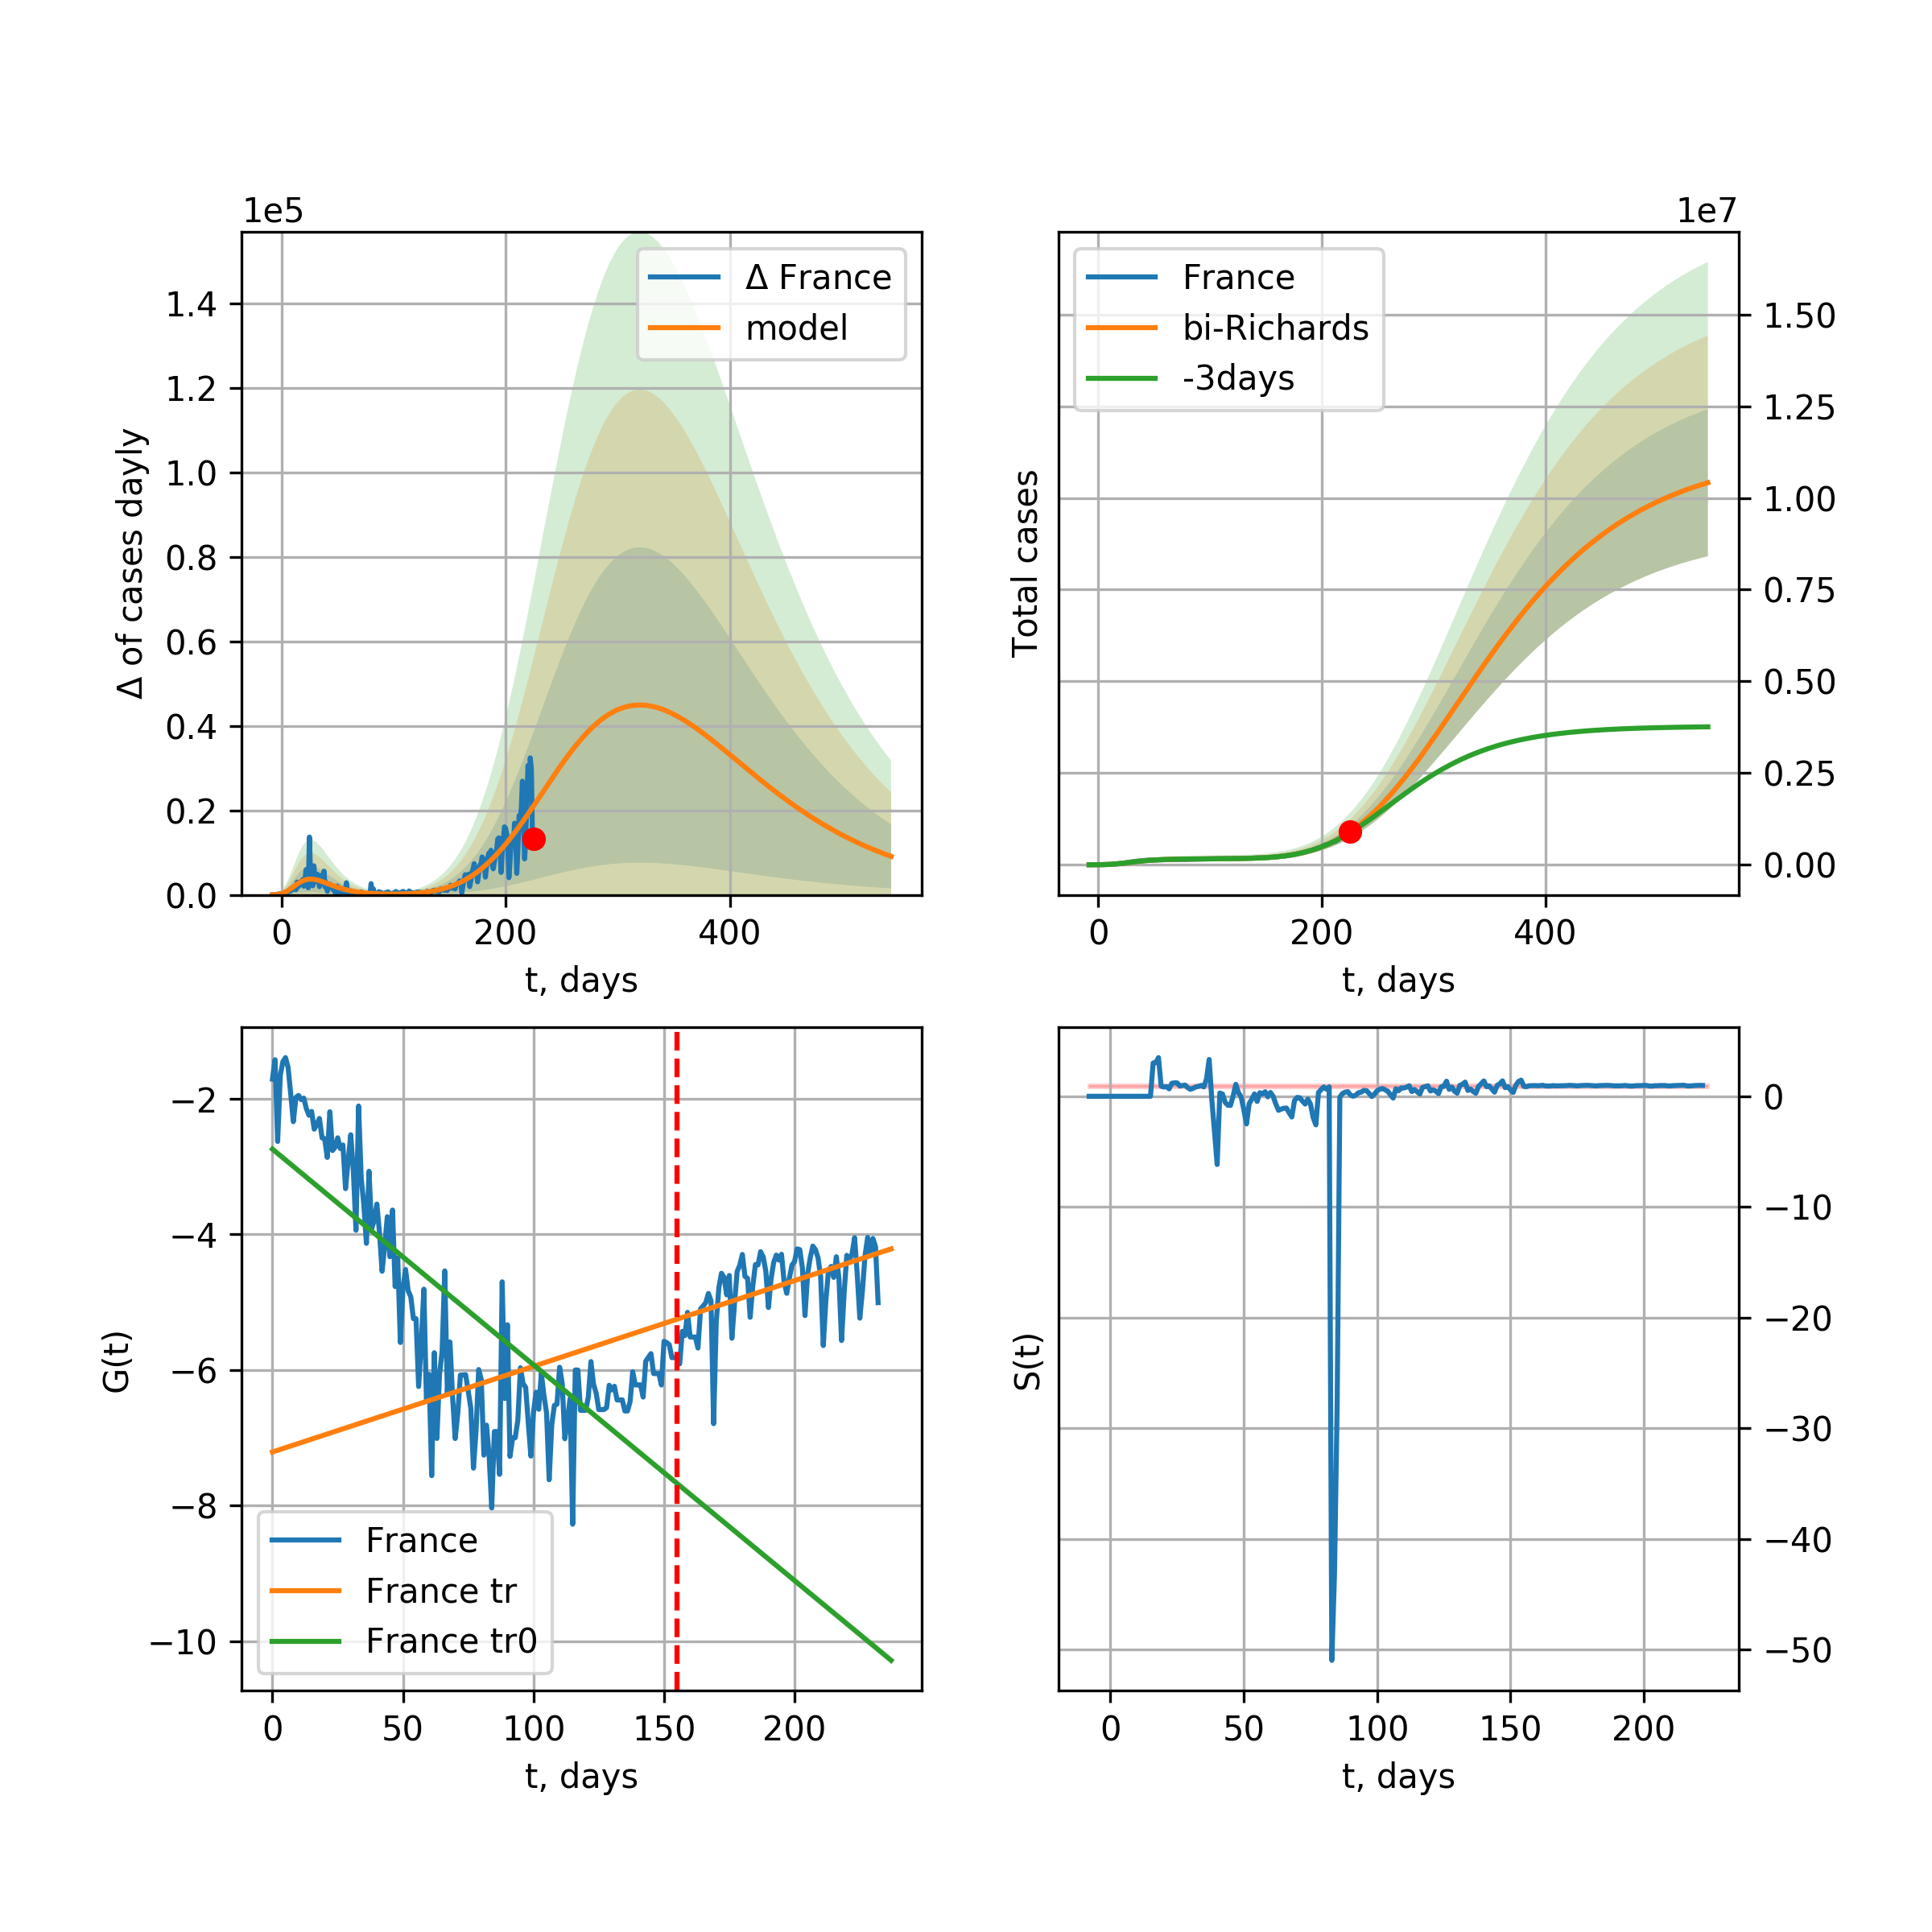 1e5
Δ France
model
1.4
1.2
1.0
0.8
0.6
0.4
0.2
0.0
Δ of cases dayly
0 200 400
t, days
1e7
France
bi-Richards
-3days
1.50
1.25
1.00
0.75
0.50
0.25
0.00
Total cases
0 200 400
t, days
−2
−4
−6
−8
−10
G(t)
France
France tr
France tr0
0 50 100 150 200
t, days
0
−10
−20
−30
−40
−50
S(t)
0 50 100 150 200
t, days